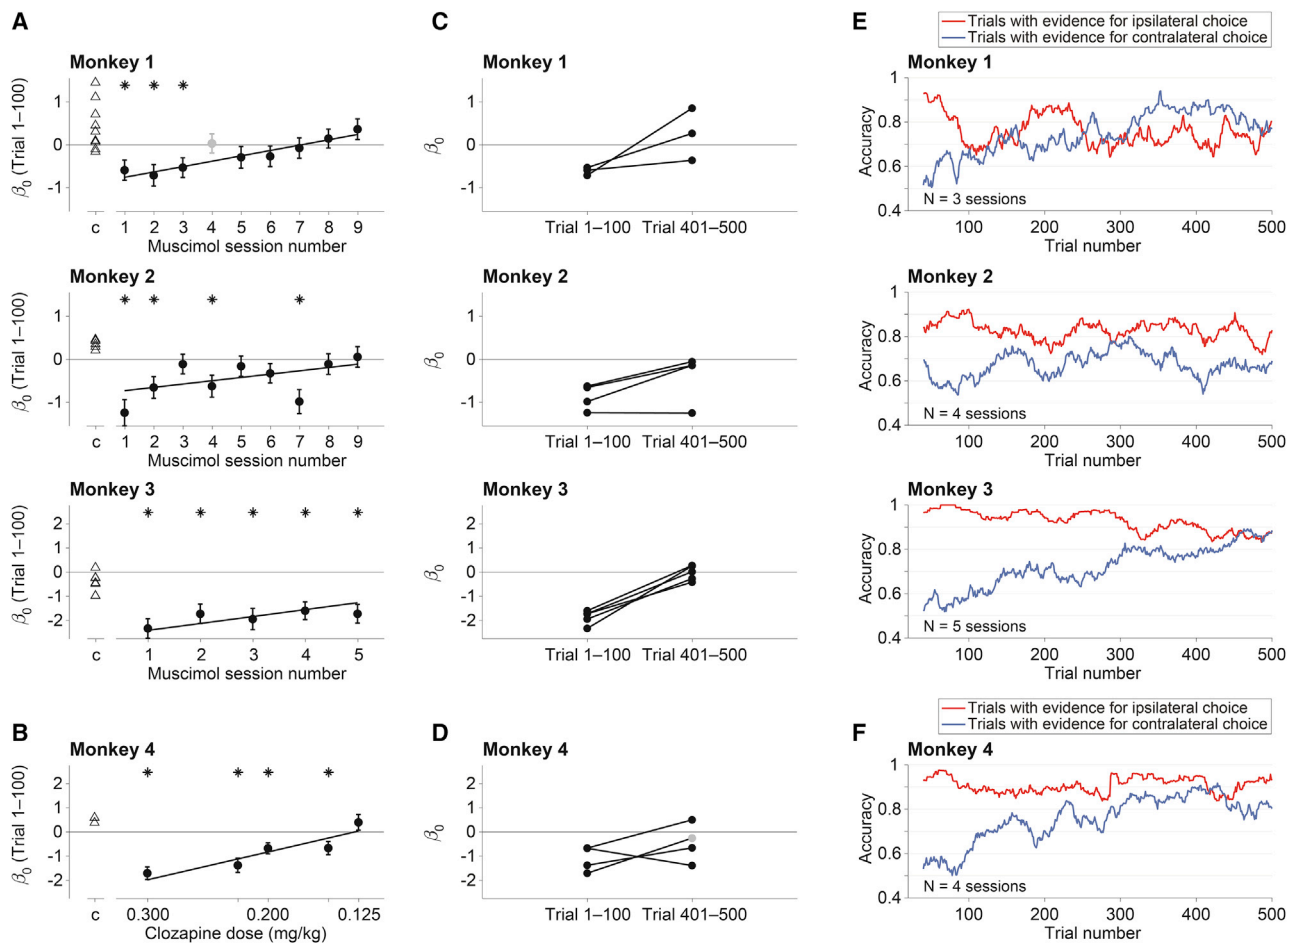 A
Monkey 1
β0 (Trial 1–100)
1
0
-1
c
1 2 3 4 5 6 7 8 9
Muscimol session number
* * *
Monkey 2
β0 (Trial 1–100)
1
0
-1
c
1 2 3 4 5 6 7 8 9
Muscimol session number
* * * *
Monkey 3
β0 (Trial 1–100)
2
1
0
-1
-2
c
1 2 3 4 5
Muscimol session number
* * * * *
B
Monkey 4
β0 (Trial 1–100)
2
1
0
-1
-2
c
0.300 0.200 0.125
Clozapine dose (mg/kg)
* * * *
C
Monkey 1
β0
1
0
-1
Trial 1–100 Trial 401–500
Monkey 2
β0
1
0
-1
Trial 1–100 Trial 401–500
Monkey 3
β0
2
1
0
-1
-2
Trial 1–100 Trial 401–500
D
Monkey 4
β0
2
1
0
-1
-2
Trial 1–100 Trial 401–500
E
Trials with evidence for ipsilateral choice
Trials with evidence for contralateral choice
Monkey 1
Accuracy
1
0.8
0.6
0.4
N = 3 sessions
100 200 300 400 500
Trial number
Monkey 2
Accuracy
1
0.8
0.6
0.4
N = 4 sessions
100 200 300 400 500
Trial number
Monkey 3
Accuracy
1
0.8
0.6
0.4
N = 5 sessions
100 200 300 400 500
Trial number
F
Trials with evidence for ipsilateral choice
Trials with evidence for contralateral choice
Monkey 4
Accuracy
1
0.8
0.6
0.4
N = 4 sessions
100 200 300 400 500
Trial number